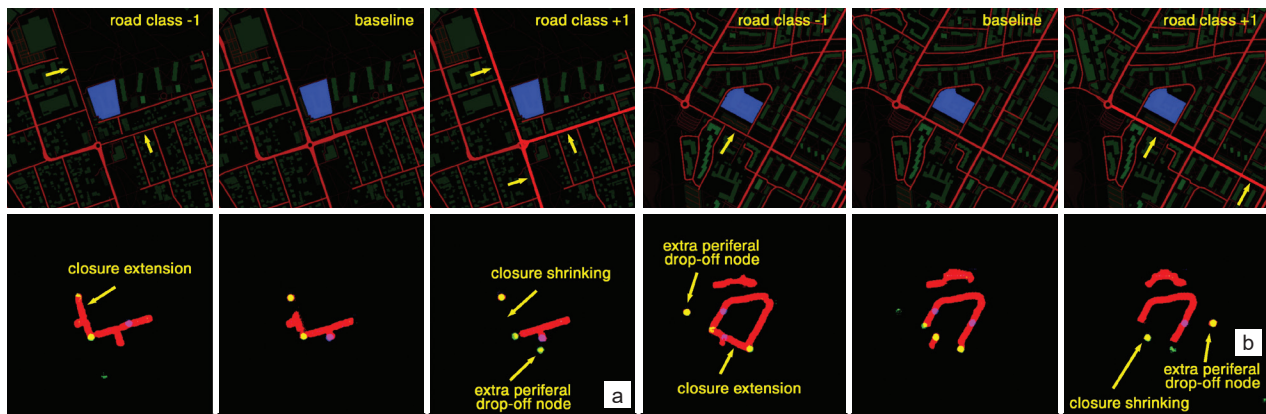 road class -1
baseline
road class +1
road class -1
baseline
road class +1
closure extension
closure shrinking
extra periferal
drop-off node
a
extra periferal
drop-off node
closure extension
b
extra periferal
drop-off node
closure shrinking